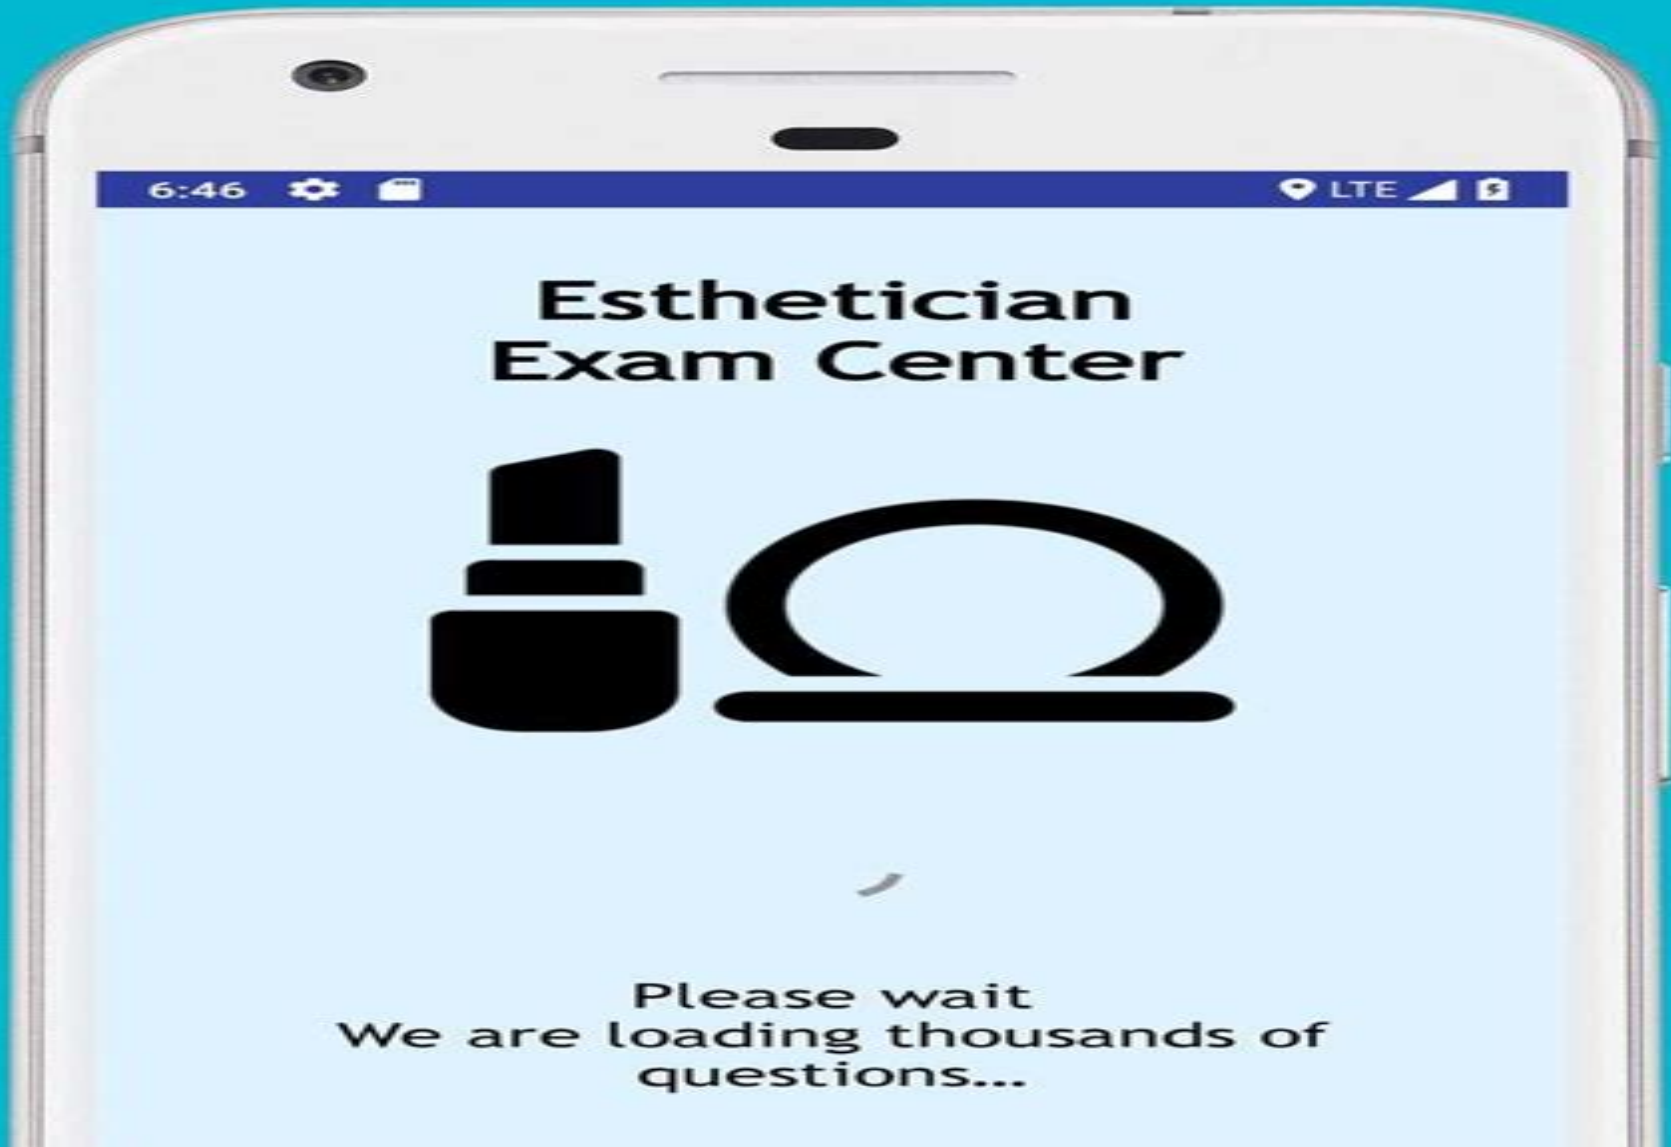 6:46 LTE
Esthetician
Exam Center
Please wait
We are loading thousands of
questions...